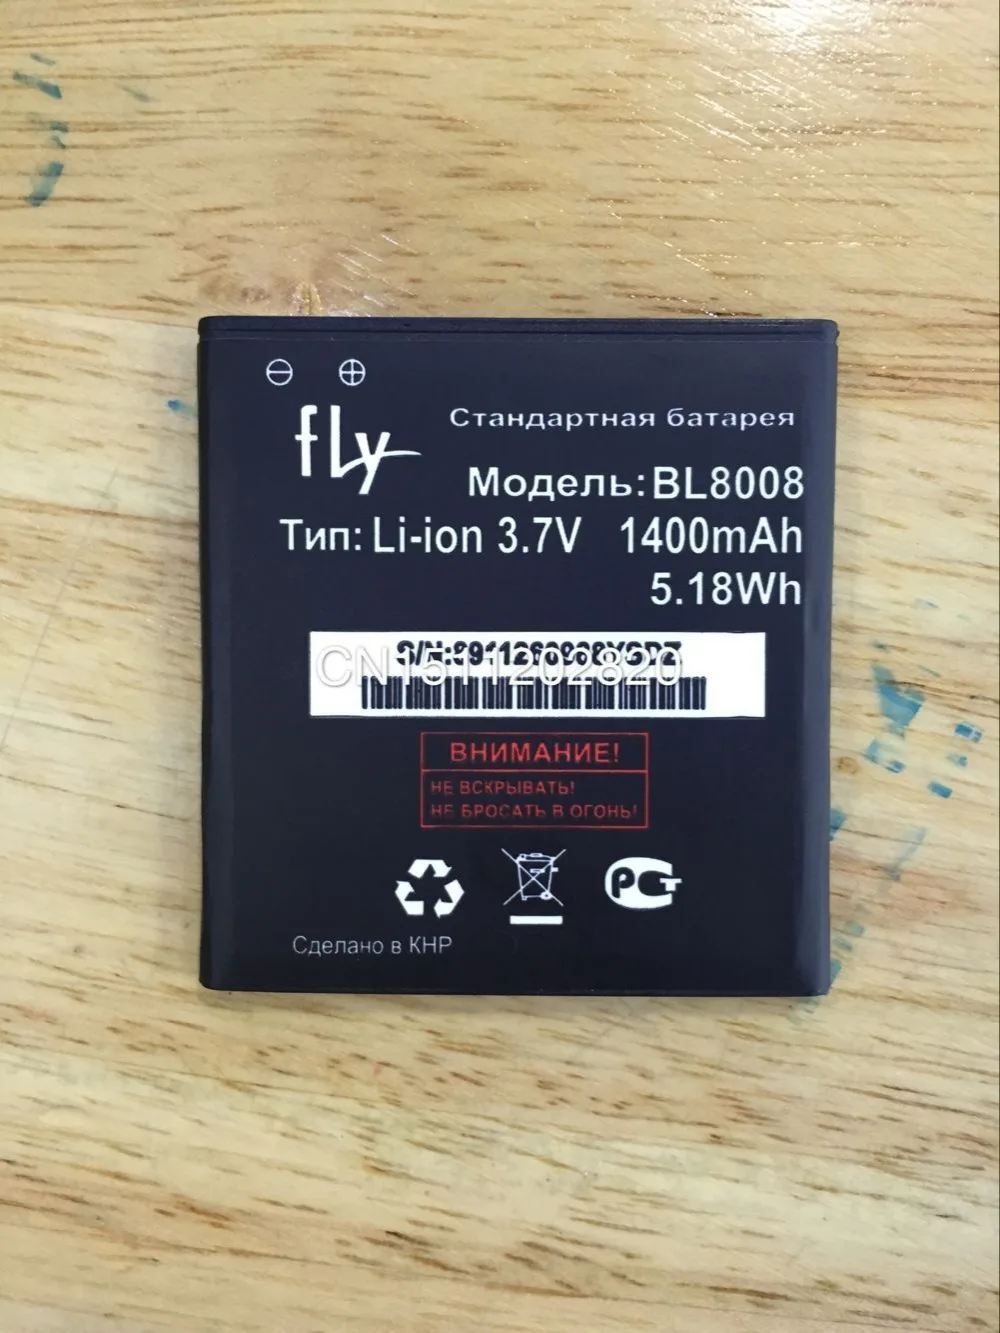 fly
Стандартная батарея
Модель: BL8008
Тип: Li-ion 3.7V 1400mAh
5.18Wh
CN1511202820
ВНИМАНИЕ!
НЕ ВСКРЫВАТЬ!
НЕ БРОСАТЬ В ОГОНЬ!
РСТ
Сделано в КНР